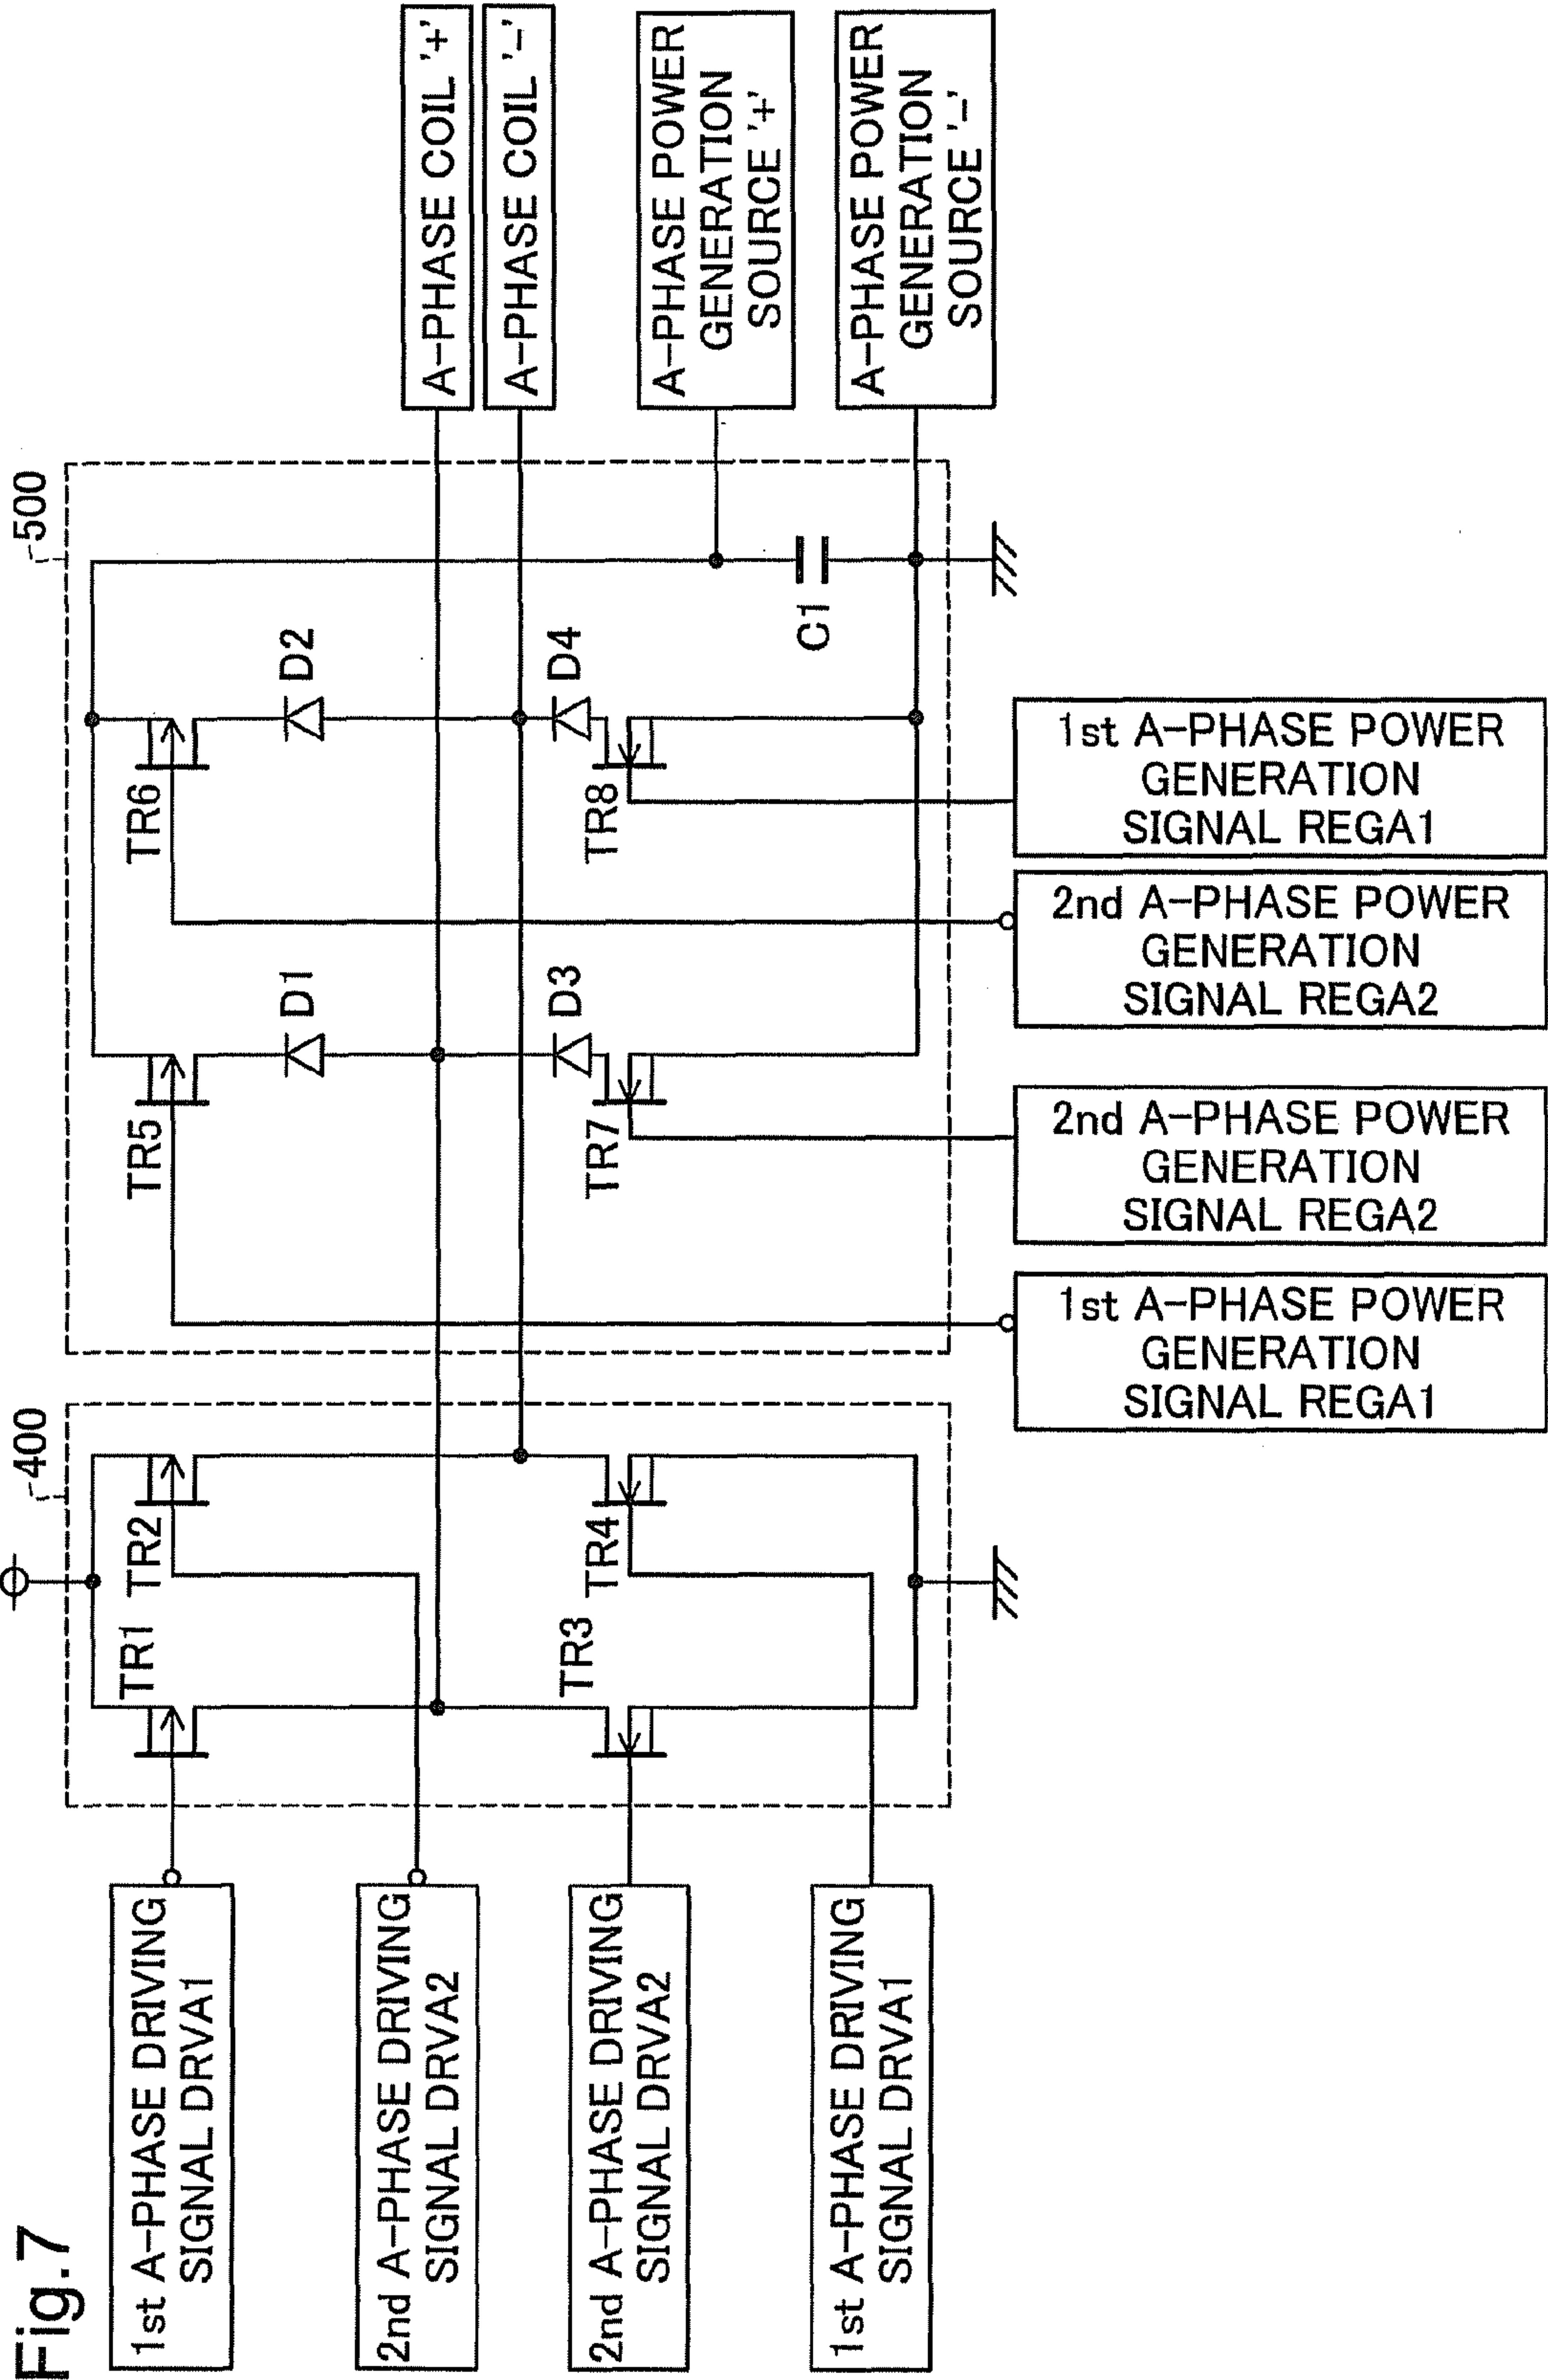 Fig.7
400
500
1st A-PHASE DRIVING
SIGNAL DRVA1
2nd A-PHASE DRIVING
SIGNAL DRVA2
2nd A-PHASE DRIVING
SIGNAL DRVA2
1st A-PHASE DRIVING
SIGNAL DRVA1
TR1
TR2
TR3
TR4
TR5
TR6
D1
D2
D3
D4
TR7
TR8
C1
A-PHASE COIL '+'
A-PHASE COIL '-'
A-PHASE POWER
GENERATION
SOURCE '+'
A-PHASE POWER
GENERATION
SOURCE '-'
1st A-PHASE POWER
GENERATION
SIGNAL REGA1
2nd A-PHASE POWER
GENERATION
SIGNAL REGA2
2nd A-PHASE POWER
GENERATION
SIGNAL REGA2
1st A-PHASE POWER
GENERATION
SIGNAL REGA1